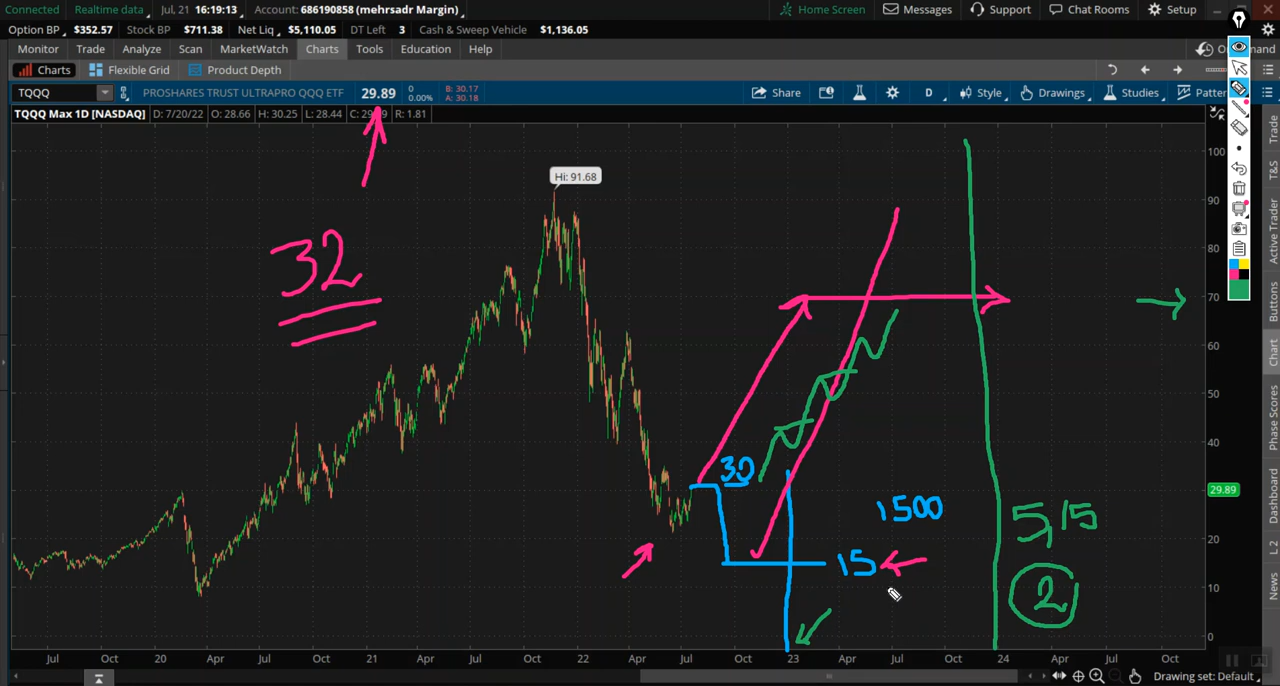 Connected Realtime data Jul, 21 16:19:13 Account: 686190858 (mehrsadr Margin) Home Screen Messages Support Chat Rooms Setup
Option BP $352.57 Stock BP $711.38 Net Liq $5,110.05 DT Left 3 Cash & Sweep Vehicle $1,136.05
Monitor Trade Analyze Scan MarketWatch Charts Tools Education Help
Charts Flexible Grid Product Depth
TQQQ PROSHARES TRUST ULTRAPRO QQQ ETF 29.89 0 B: 30.17
0.00% A: 30.18
Share D Style Drawings Studies
TQQQ Max 1D [NASDAQ] D: 7/20/22 O: 28.66 H: 30.25 L: 28.44 R: 1.81
100
Hi: 91.68
90
80
32
70
60
50
40
30
29.89
1500
5,15
20
15
10
2
0
Jul Oct 20 Apr Jul Oct 21 Apr Jul Oct 22 Apr Jul Oct 23 Apr Jul Oct 24 Apr Jul Oct
Drawing set: Default
Trade
T&S
Active Trader
Buttons
Chart
Phase Scores
Dashboard
L 2
News